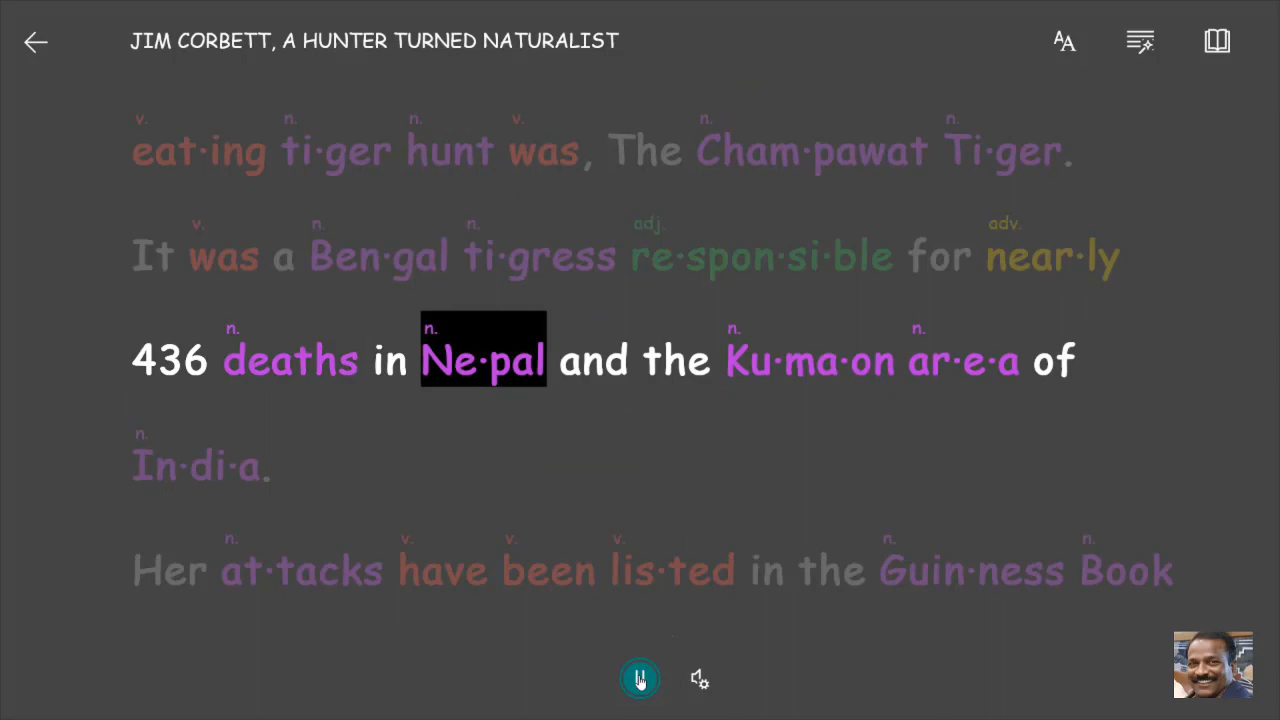 JIM CORBETT, A HUNTER TURNED NATURALIST
v. n. n. v. n. n.
eat·ing ti·ger hunt was, The Cham·pawat Ti·ger.
v. n. n. adj. adv.
It was a Ben·gal ti·gress re·spon·si·ble for near·ly
n. n. n. n.
436 deaths in Ne·pal and the Ku·ma·on ar·e·a of
n.
In·di·a.
n. v. v. v. n. n.
Her at·tacks have been lis·ted in the Guin·ness Book